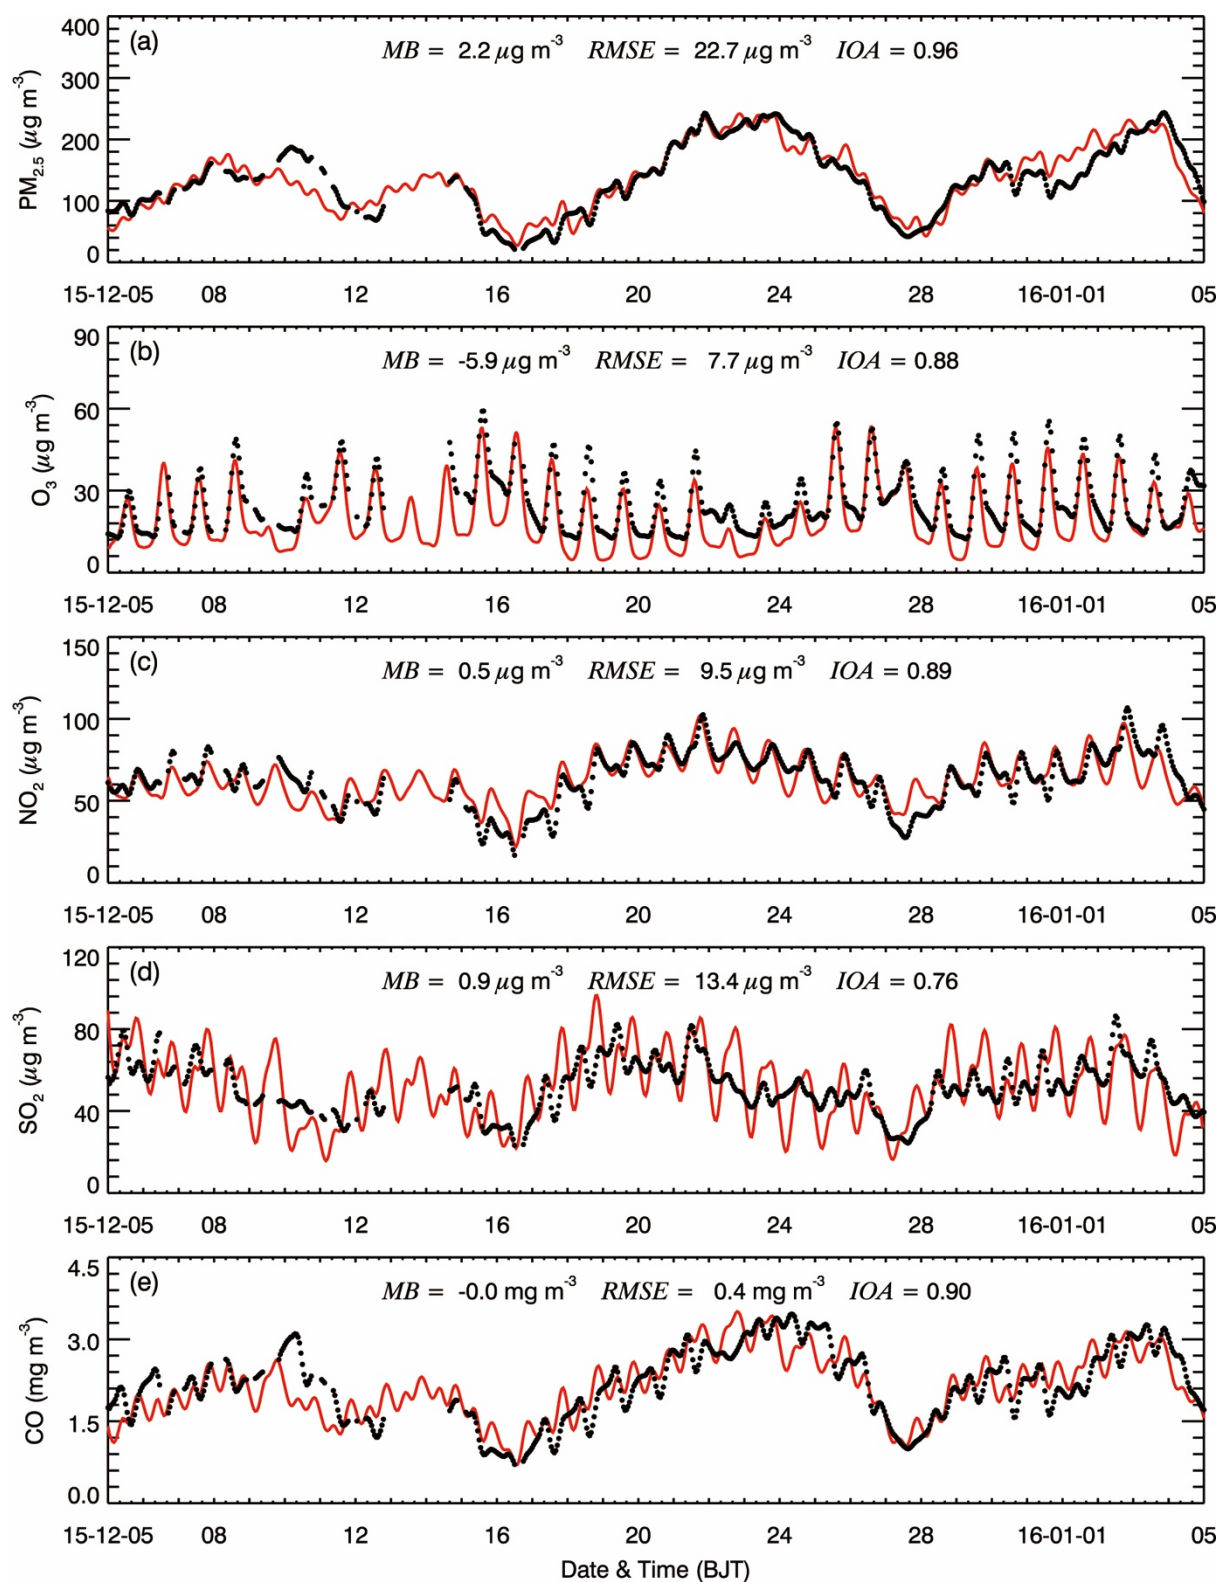 (a)
MB = 2.2 µg m-3 RMSE = 22.7 µg m-3 IOA = 0.96
PM2.5 (µg m-3)
400
300
200
100
0
15-12-05 08 12 16 20 24 28 16-01-01 05
(b)
MB = -5.9 µg m-3 RMSE = 7.7 µg m-3 IOA = 0.88
O3 (µg m-3)
90
60
30
0
15-12-05 08 12 16 20 24 28 16-01-01 05
(c)
MB = 0.5 µg m-3 RMSE = 9.5 µg m-3 IOA = 0.89
NO2 (µg m-3)
150
100
50
0
15-12-05 08 12 16 20 24 28 16-01-01 05
(d)
MB = 0.9 µg m-3 RMSE = 13.4 µg m-3 IOA = 0.76
SO2 (µg m-3)
120
80
40
0
15-12-05 08 12 16 20 24 28 16-01-01 05
(e)
MB = -0.0 mg m-3 RMSE = 0.4 mg m-3 IOA = 0.90
CO (mg m-3)
4.5
3.0
1.5
0.0
15-12-05 08 12 16 20 24 28 16-01-01 05
Date & Time (BJT)